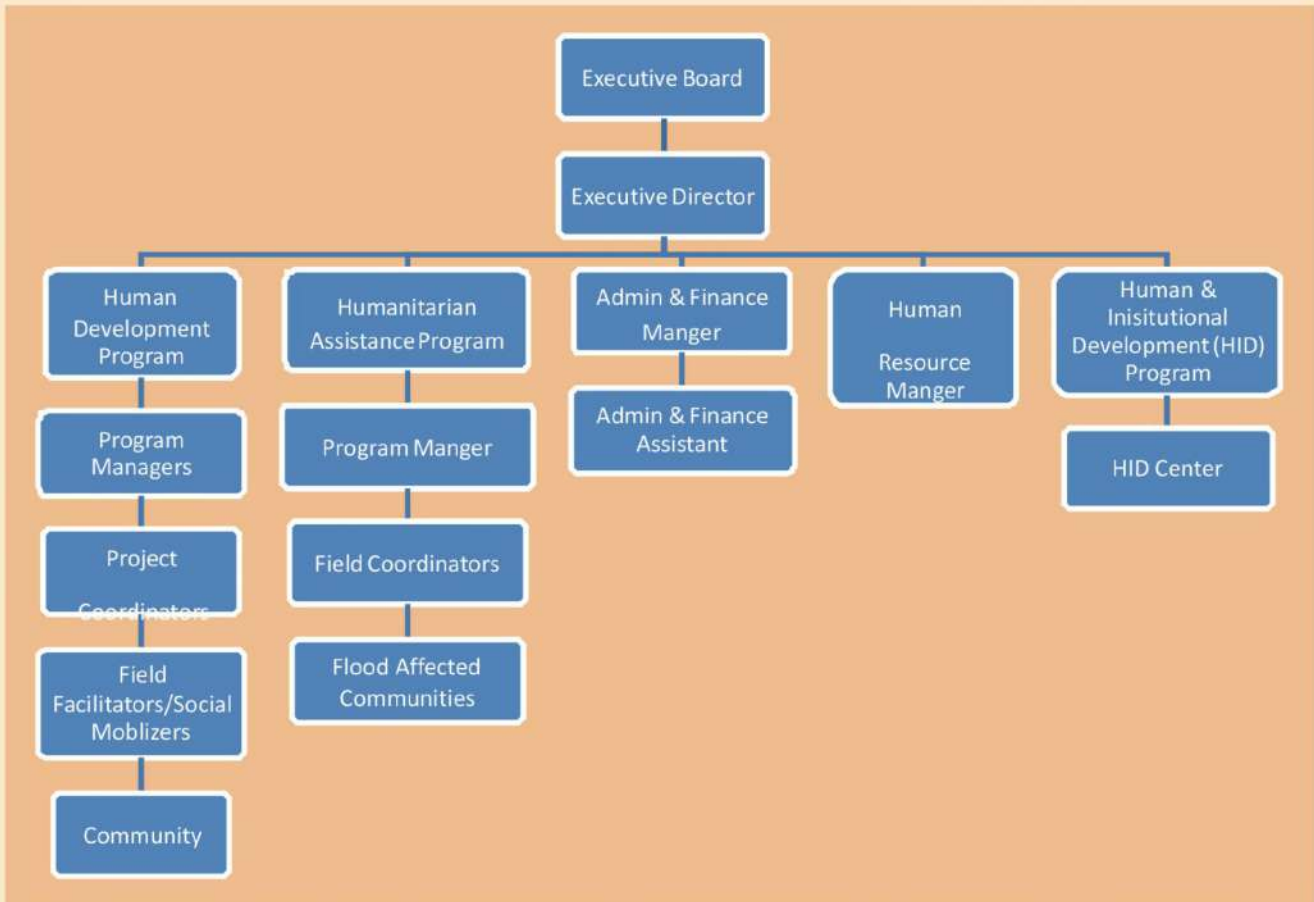 Executive Board
Executive Director
Human
Development Program
Program
Managers
Project
Coordinators
Field
Facilitators/Social
Moblizers
Community
Humanitarian
Assistance Program
Program Manger
Field Coordinators
Flood Affected
Communities
Admin & Finance
Manger
Admin & Finance
Assistant
Human
Resource
Manger
Human &
Inisitutional
Development (HID)
Program
HID Center